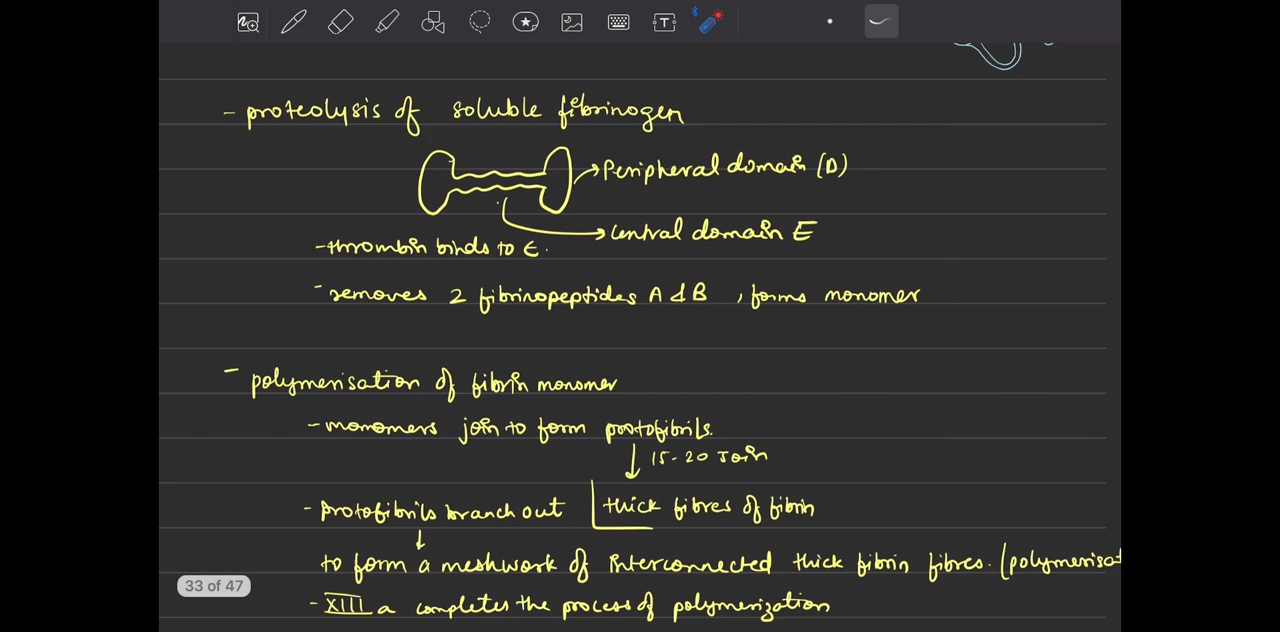 - proteolysis of soluble fibrinogen
Peripheral domain (D)
central domain E
- thrombin binds to E.
- removes 2 fibrinopeptides A & B, forms monomer
- polymerisation of fibrin monomer
- monomers join to form protofibrils.
15-20 Join
- protofibrils branch out
thick fibres of fibrin
to form a meshwork of interconnected thick fibrin fibres. (polymerisat
- XIII a completes the process of polymerization
33 of 47